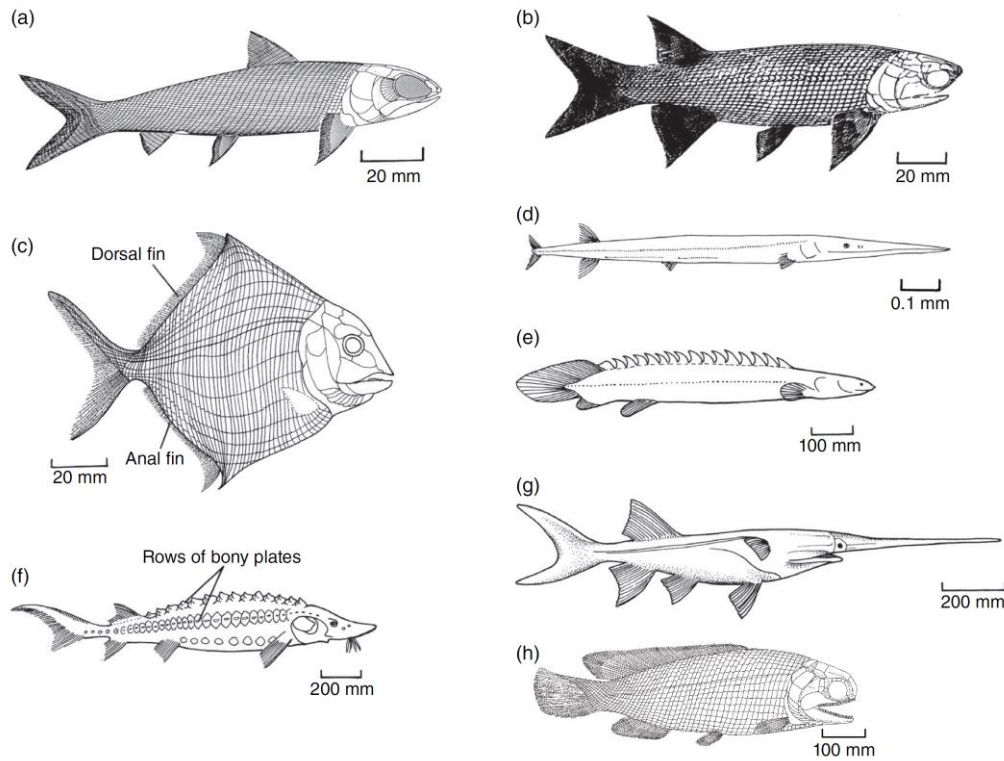 (a)
20 mm
(b)
20 mm
(c)
Dorsal fin
Anal fin
20 mm
(d)
0.1 mm
(e)
100 mm
(f)
Rows of bony plates
200 mm
(g)
200 mm
(h)
100 mm